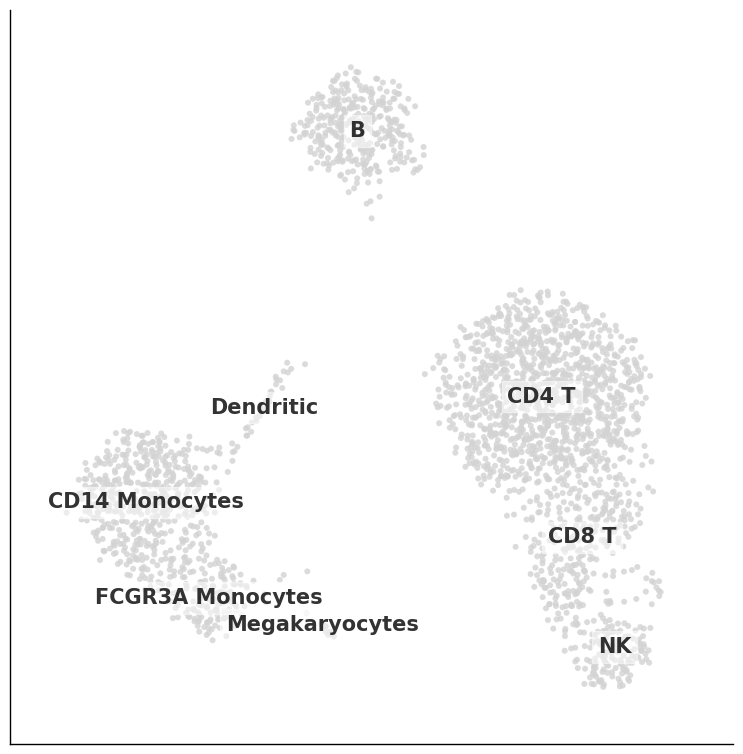 B
CD4 T
Dendritic
CD14 Monocytes
CD8 T
FCGR3A Monocytes
Megakaryocytes
NK